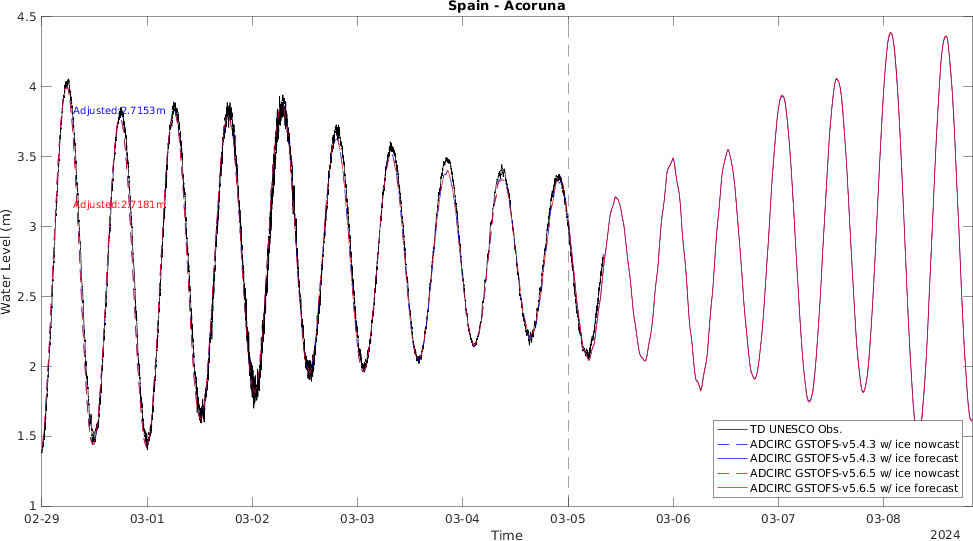 Spain - Acoruna
4.5
4
3.5
3
2.5
2
1.5
1
Water Level (m)
Adjusted:2.7153m
Adjusted:2.7181m
TD UNESCO Obs.
ADCIRC GSTOFS-v5.4.3 w/ ice nowcast
ADCIRC GSTOFS-v5.4.3 w/ ice forecast
ADCIRC GSTOFS-v5.6.5 w/ ice nowcast
ADCIRC GSTOFS-v5.6.5 w/ ice forecast
02-29 03-01 03-02 03-03 03-04 03-05 03-06 03-07 03-08
Time
2024